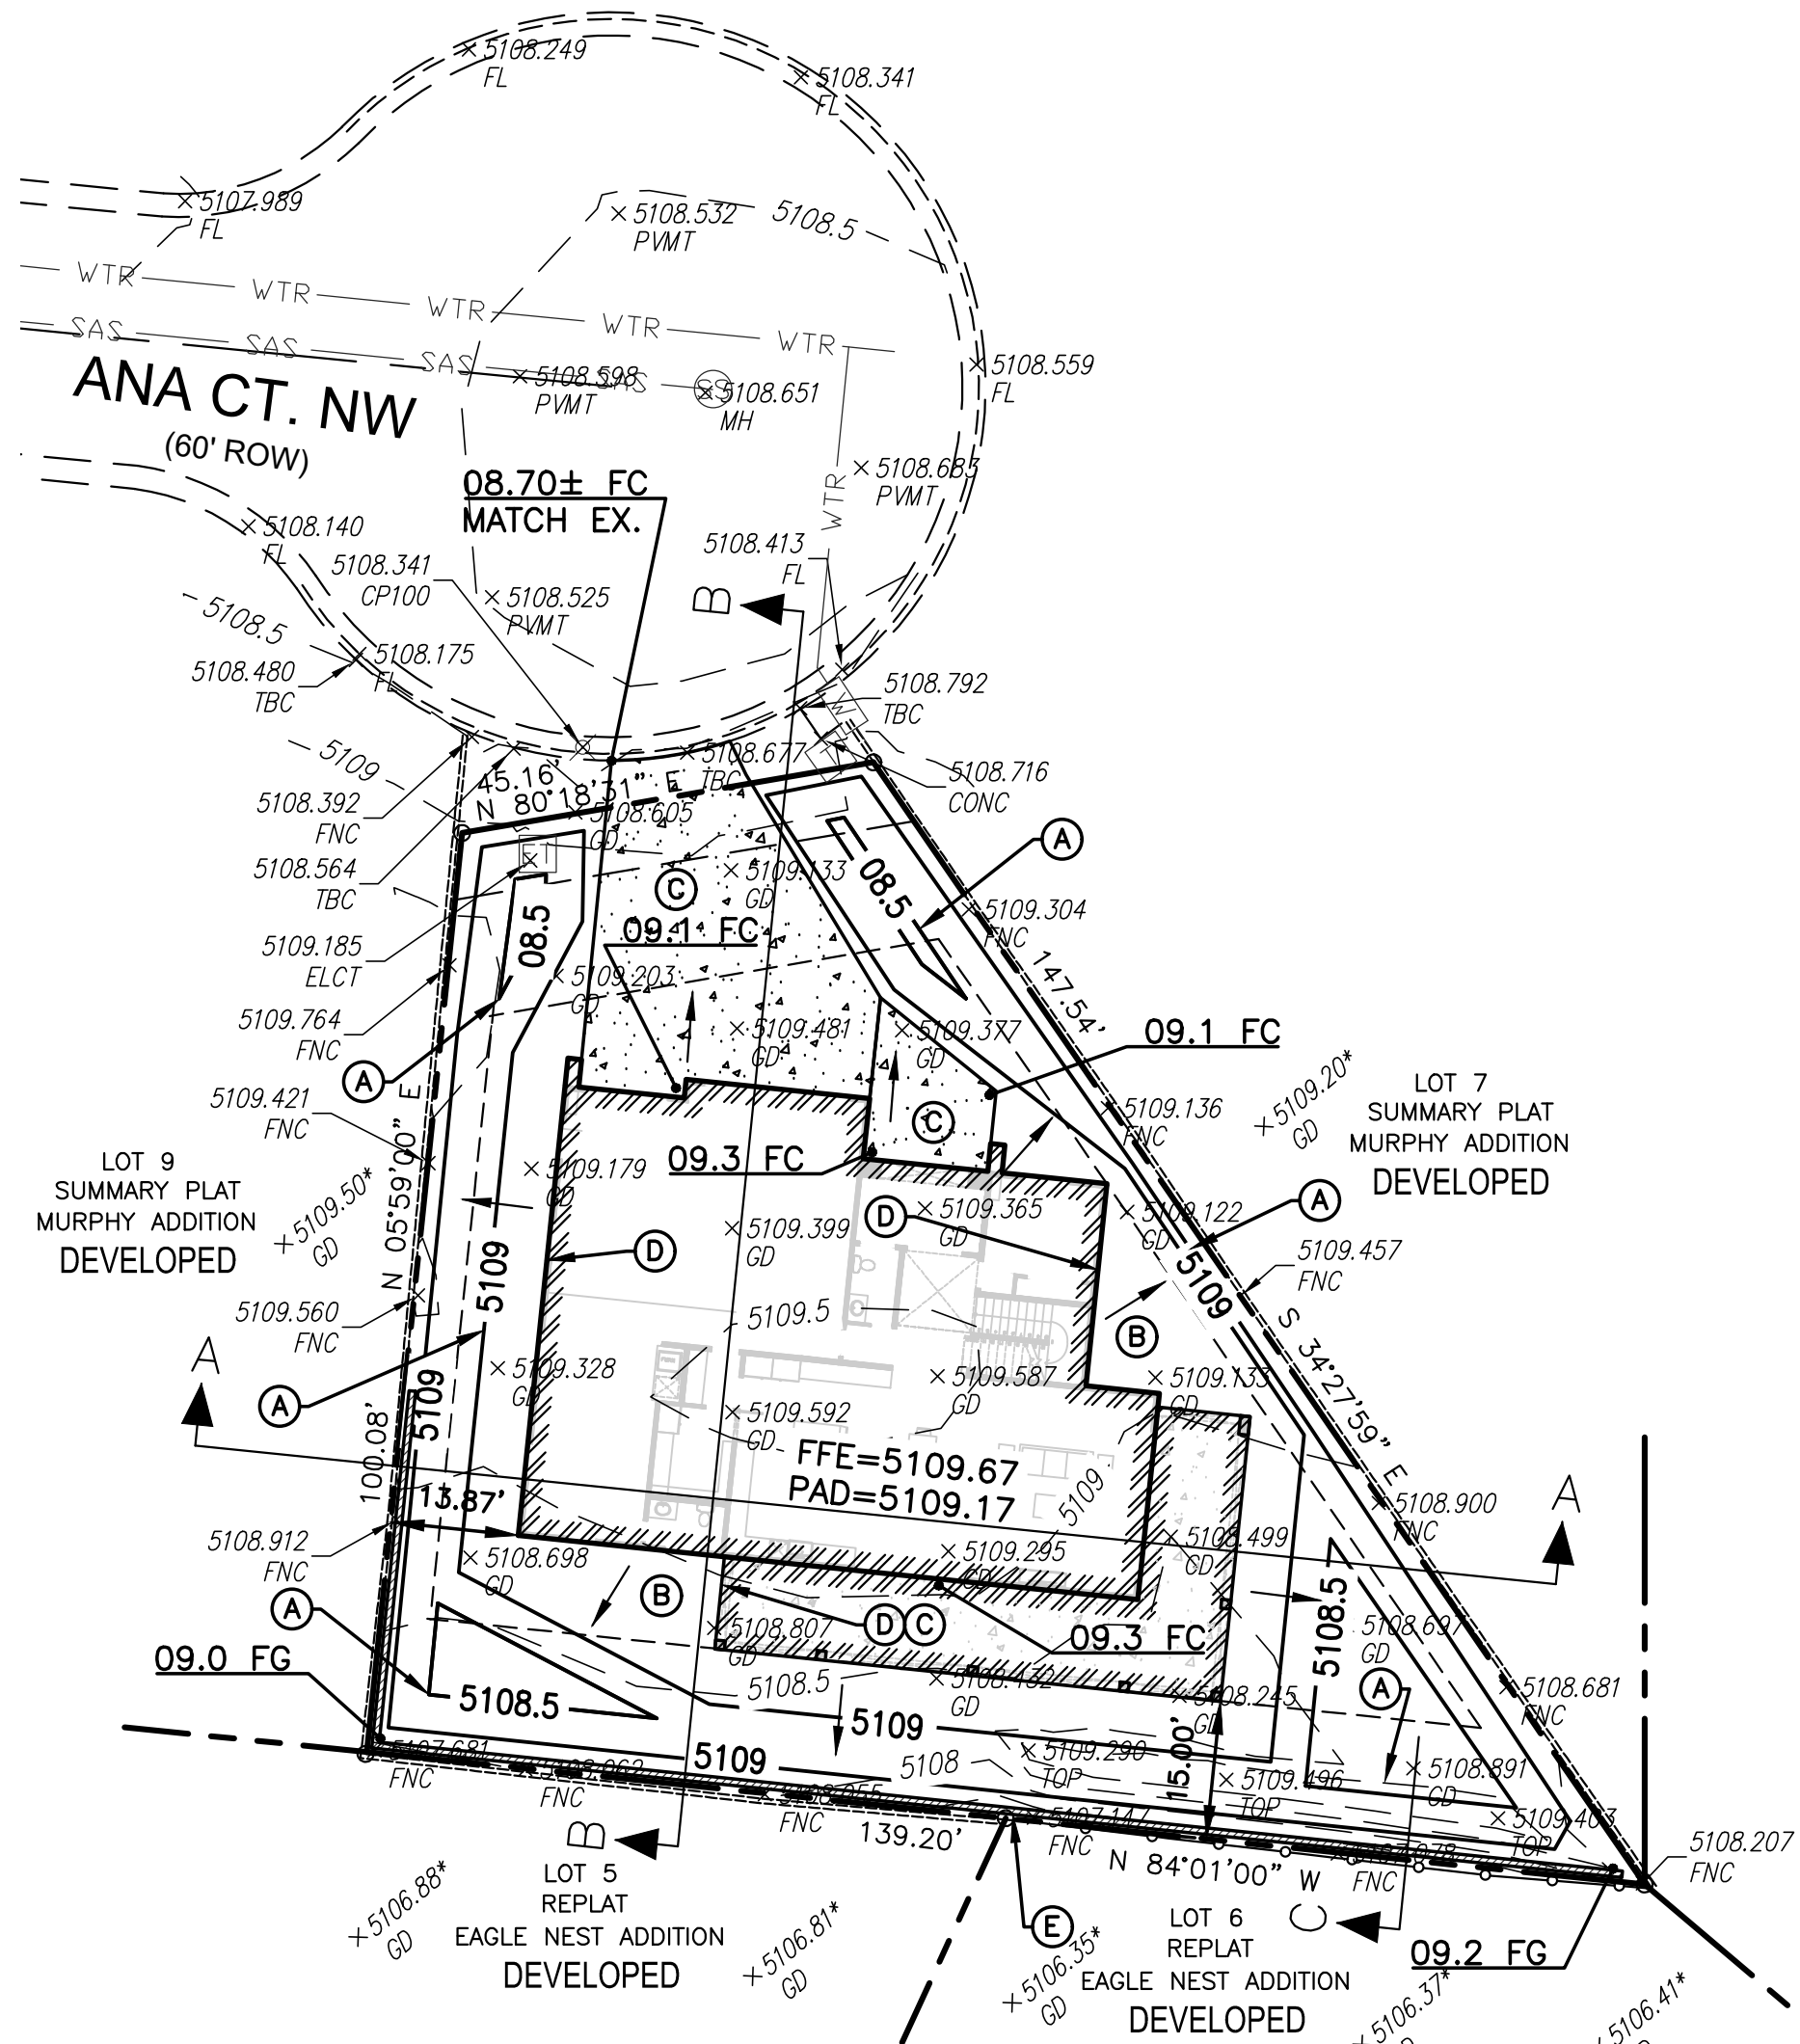 5108.249
FL
5108.341
FL
5107.989
FL
5108.532
PVMT
5108.5
WTR WTR WTR WTR WTR
SAS SAS SAS SAS
SS
5108.559
FL
5108.598
PVMT
5108.651
MH
ANA CT. NW
(60' ROW)
08.70± FC
MATCH EX.
5108.683
PVMT
WTR
5108.140
FL
5108.413
FL
5108.341
CP100
B
5108.525
PVMT
5108.5
5108.175
FL
5108.480
TBC
5108.792
TBC
5109
45.16'
N 80°18'31" E
5108.677
TBC
5108.716
CONC
5108.392
FNC
5108.605
GD
A
5108.564
TBC
ET
5109.133
GD
C
08.5
08.5
5109.304
FNC
09.1 FC
5109.185
ELCT
5109.203
GD
147.54'
5109.764
FNC
5109.481
GD
5109.377
GD
09.1 FC
A
5109.20*
GD
LOT 7
SUMMARY PLAT
MURPHY ADDITION
DEVELOPED
5109.421
FNC
5109.136
FNC
C
N 05°59'00" E
LOT 9
SUMMARY PLAT
MURPHY ADDITION
DEVELOPED
5109.50*
GD
5109.179
GD
09.3 FC
5109.365
GD
5109.122
GD
A
D
5109.399
GD
D
5109.457
FNC
5109
5109
5109.560
FNC
5109.5
B
S 34°27'59" E
A
5109.328
GD
5109.587
GD
5109.133
GD
A
5109
5109.592
GD
FFE=5109.67
PAD=5109.17
5109
100.08'
13.87'
5108.900
FNC
A
5108.912
FNC
5108.698
GD
5109.295
GD
5108.499
GD
5108.5
A
B
5108.807
GD
D C
09.3 FC
5108.697
GD
09.0 FG
5108.5
5108.5
5108.132
GD
5108.245
GD
A
5108.681
FNC
5109
5109
5108
5109.290
TOP
15.00'
5109.496
TOP
5108.891
GD
5107.681
FNC
FNC
FNC
5107.147
FNC
5109.403
TOP
FNC
5108.207
FNC
B
139.20'
N 84°01'00" W
C
E
LOT 5
REPLAT
EAGLE NEST ADDITION
DEVELOPED
5106.88*
GD
5106.81*
GD
5106.35*
GD
LOT 6
REPLAT
EAGLE NEST ADDITION
DEVELOPED
09.2 FG
5106.37*
5106.41*